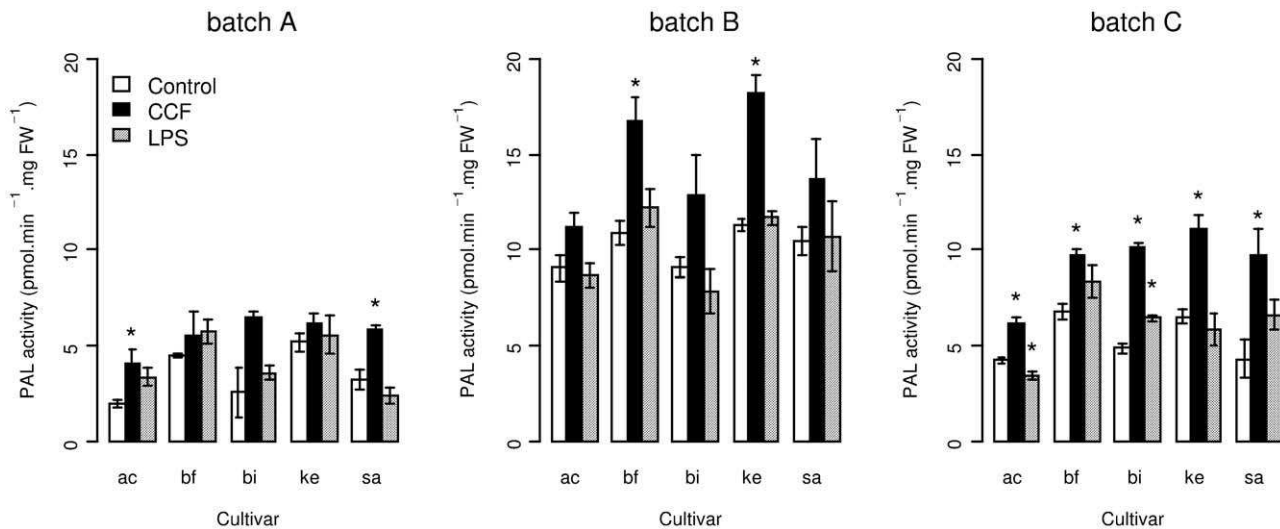 batch A
20
15
10
5
0
PAL activity (pmol.min ⁻¹.mg FW⁻¹)
Control
CCF
LPS
*
*
ac bf bi ke sa
Cultivar
batch B
20
15
10
5
0
PAL activity (pmol.min ⁻¹.mg FW⁻¹)
*
*
ac bf bi ke sa
Cultivar
batch C
20
15
10
5
0
PAL activity (pmol.min ⁻¹.mg FW⁻¹)
*
*
*
*
*
*
*
ac bf bi ke sa
Cultivar